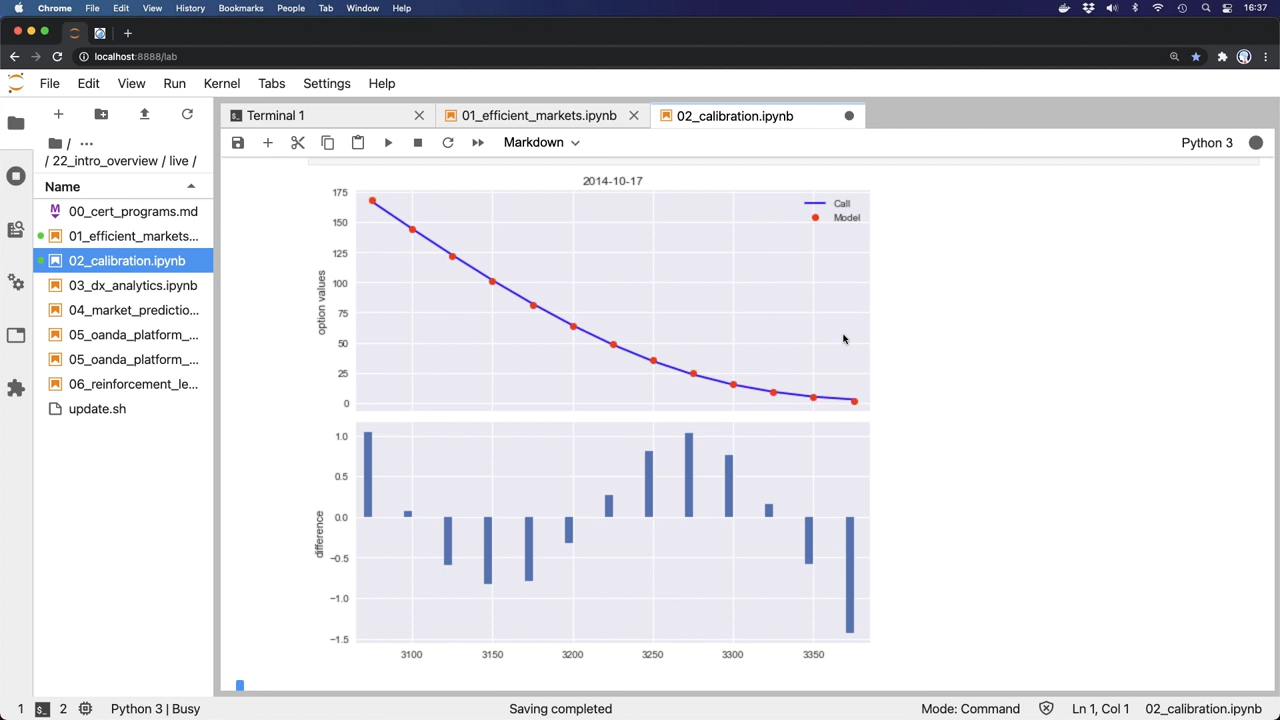 Chrome File Edit View History Bookmarks People Tab Window Help 16:37
localhost:8888/lab
File Edit View Run Kernel Tabs Settings Help
Terminal 1
01_efficient_markets.ipynb
02_calibration.ipynb
Markdown
Python 3
/ ...
/ 22_intro_overview / live /
Name
00_cert_programs.md
01_efficient_markets...
02_calibration.ipynb
03_dx_analytics.ipynb
04_market_predictio...
05_oanda_platform_...
05_oanda_platform_...
06_reinforcement_le...
update.sh
2014-10-17
Call
Model
option values
175
150
125
100
75
50
25
0
difference
1.0
0.5
0.0
−0.5
−1.0
−1.5
3100 3150 3200 3250 3300 3350
1 2 Python 3 | Busy Saving completed Mode: Command Ln 1, Col 1 02_calibration.ipynb